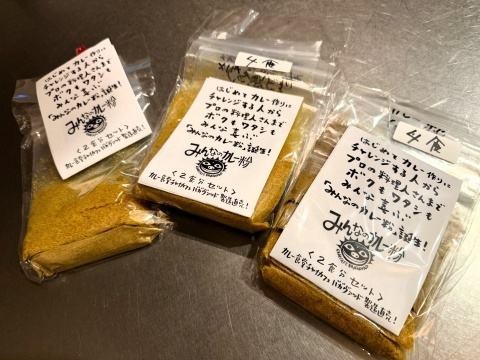 はじめて カレー作りに
チャレンジする人から
プロの料理人さんまで
ボクもワタシも
みんな喜ぶ…
「みんなのカレー粉」誕生!
みんなのカレー粉
<2食分セット>
4食
はじめて カレー作りに
チャレンジする人から
プロの料理人さんまで
ボクもワタシも
みんな喜ぶ…
「みんなのカレー粉」誕生!
みんなのカレー粉
<2食分セット>
製造直売!
4食
はじめて カレー作りに
チャレンジする人から
プロの料理人さんまで
ボクもワタシも
みんな喜ぶ…
「みんなのカレー粉」誕生!
みんなのカレー粉
<2食分セット>
製造直売!